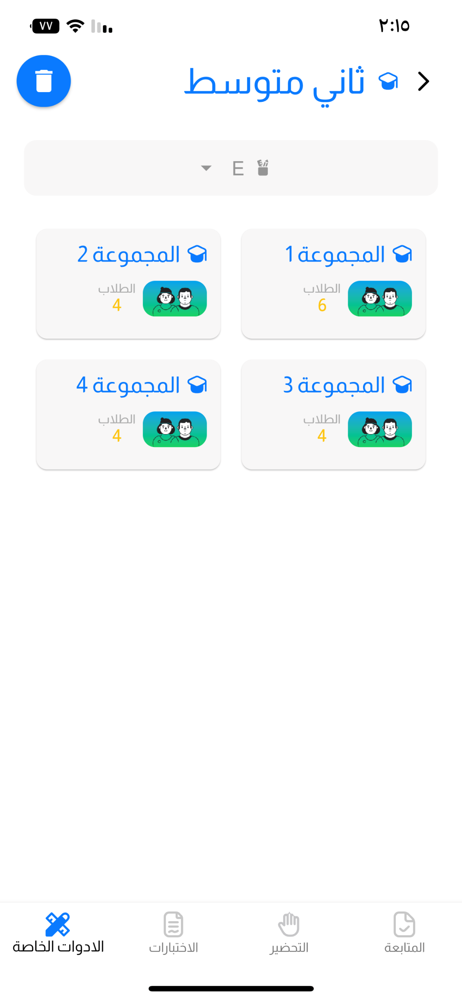 ٢:١٥
٧٧
ثاني متوسط
E
المجموعة 1
الطلاب
6
المجموعة 2
الطلاب
4
المجموعة 3
الطلاب
4
المجموعة 4
الطلاب
4
المتابعة
التحضير
الاختبارات
الادوات الخاصة